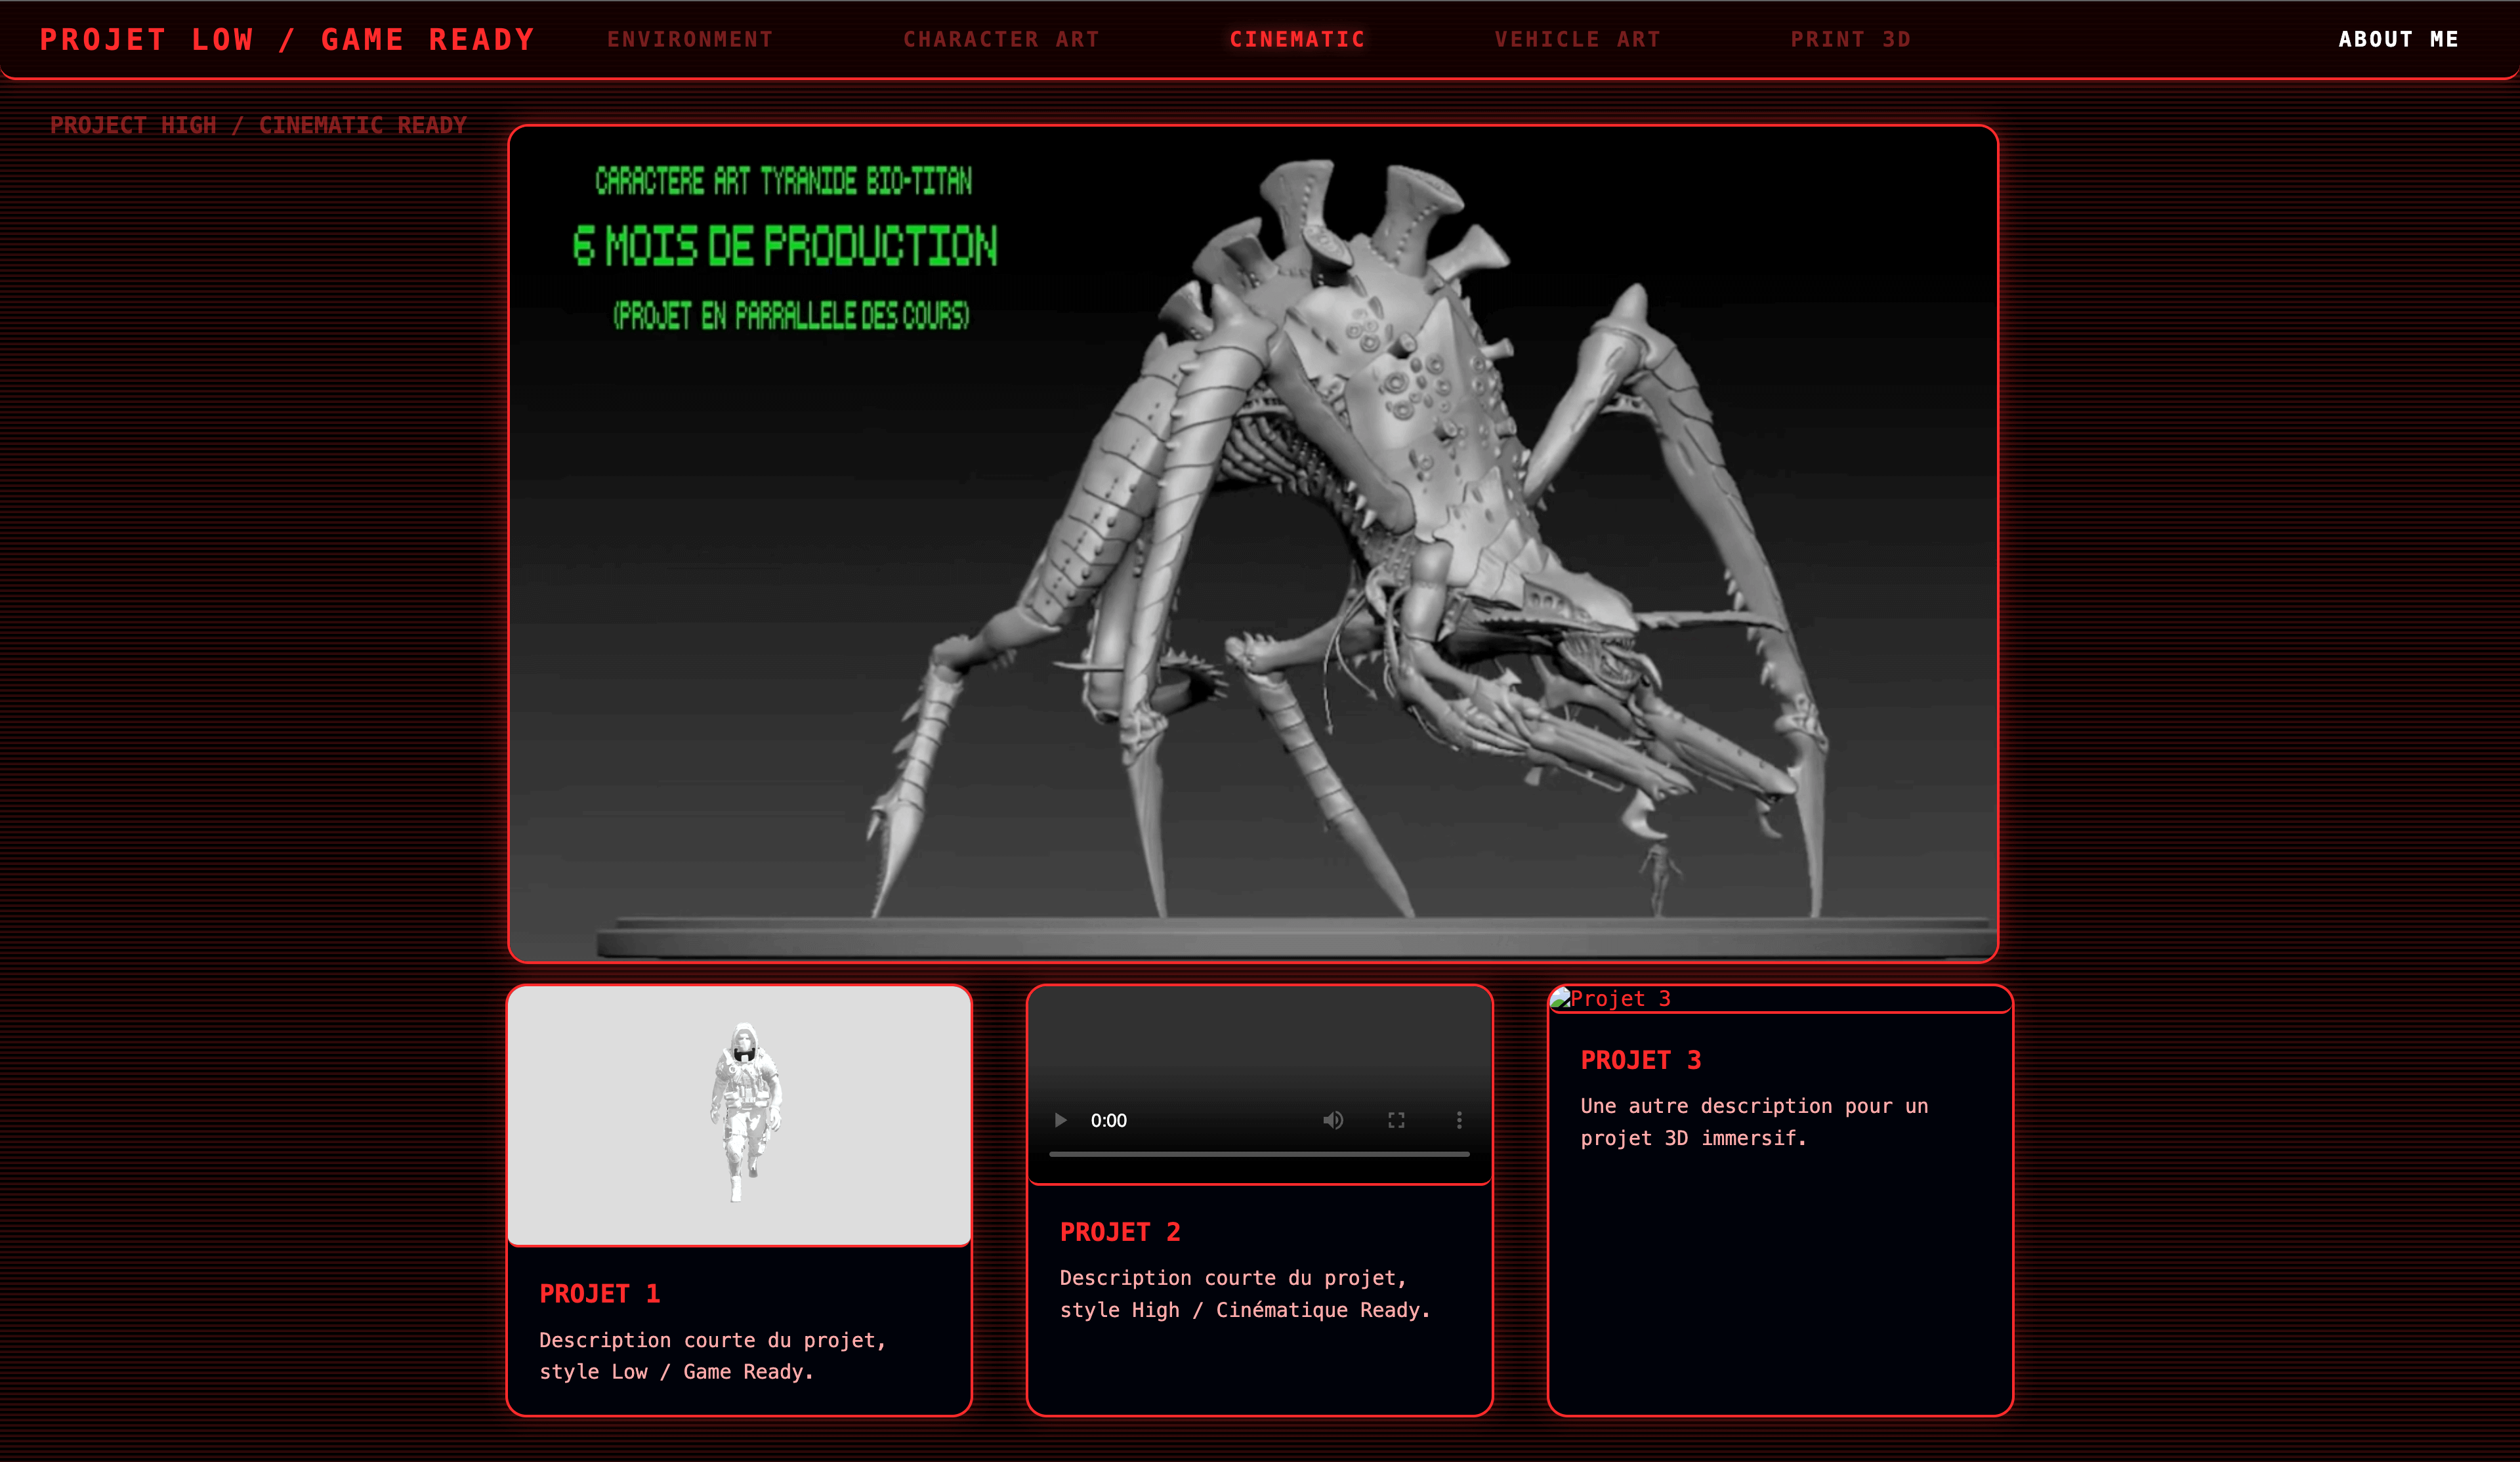 PROJET LOW / GAME READY
ENVIRONMENT
CHARACTER ART
CINEMATIC
VEHICLE ART
PRINT 3D
ABOUT ME
PROJECT HIGH / CINEMATIC READY
CARACTERE ART TYRANIDE BIO-TITAN
6 MOIS DE PRODUCTION
(PROJET EN PARRALLELE DES COURS)
PROJET 1
Description courte du projet,
style Low / Game Ready.
0:00
PROJET 2
Description courte du projet,
style High / Cinématique Ready.
Projet 3
PROJET 3
Une autre description pour un
projet 3D immersif.